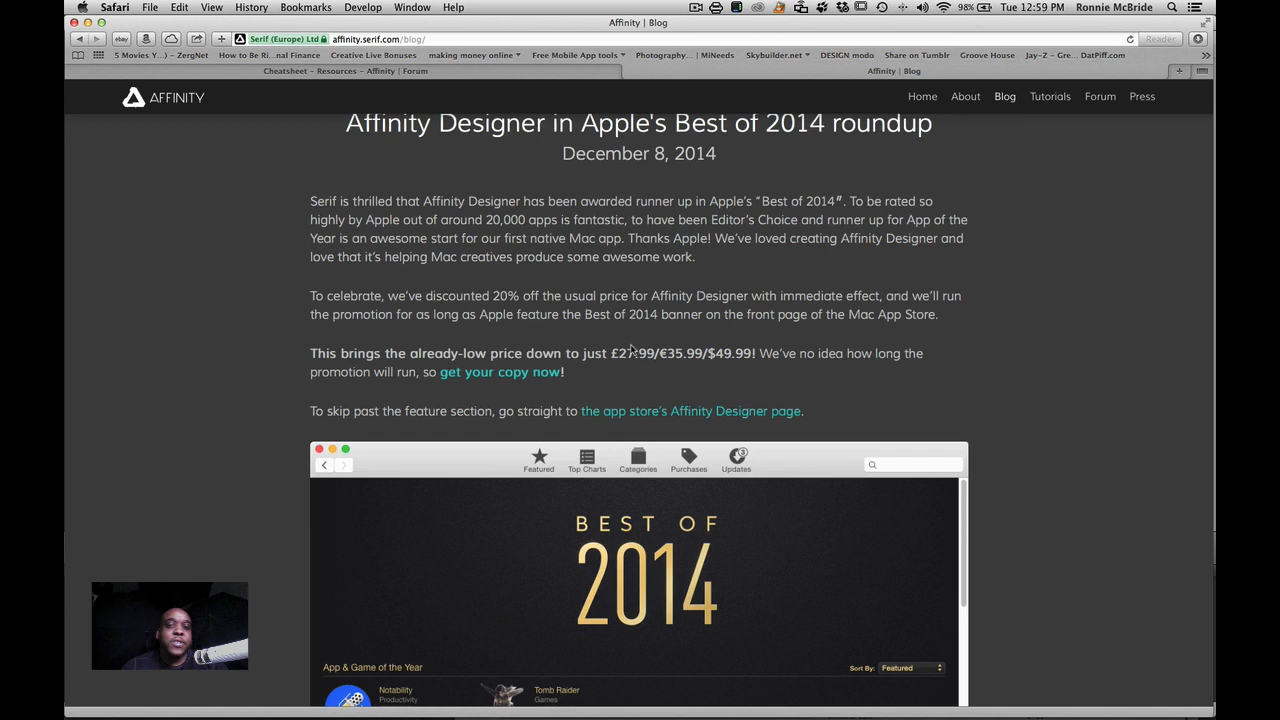 Safari File Edit View History Bookmarks Develop Window Help 98% Tue 12:59 PM Ronnie McBride
Affinity | Blog
ebay Serif (Europe) Ltd affinity.serif.com/blog/ Reader
5 Movies Y...) – ZergNet How to Be Ri...nal Finance Creative Live Bonuses making money online Free Mobile App tools Photography... | MiNeeds Skybuilder.net DESIGN modo Share on Tumblr Groove House Jay-Z - Gre... DatPiff.com
Cheatsheet – Resources – Affinity | Forum Affinity | Blog
AFFINITY Home About Blog Tutorials Forum Press
Affinity Designer in Apple's Best of 2014 roundup
December 8, 2014
Serif is thrilled that Affinity Designer has been awarded runner up in Apple's “Best of 2014”. To be rated so
highly by Apple out of around 20,000 apps is fantastic, to have been Editor's Choice and runner up for App of the
Year is an awesome start for our first native Mac app. Thanks Apple! We've loved creating Affinity Designer and
love that it's helping Mac creatives produce some awesome work.
To celebrate, we've discounted 20% off the usual price for Affinity Designer with immediate effect, and we'll run
the promotion for as long as Apple feature the Best of 2014 banner on the front page of the Mac App Store.
This brings the already-low price down to just £27.99/€35.99/$49.99! We've no idea how long the
promotion will run, so get your copy now!
To skip past the feature section, go straight to the app store's Affinity Designer page.
Featured Top Charts Categories Purchases Updates
3
BEST OF
2014
App & Game of the Year Sort By: Featured
Notability Tomb Raider
Productivity Games